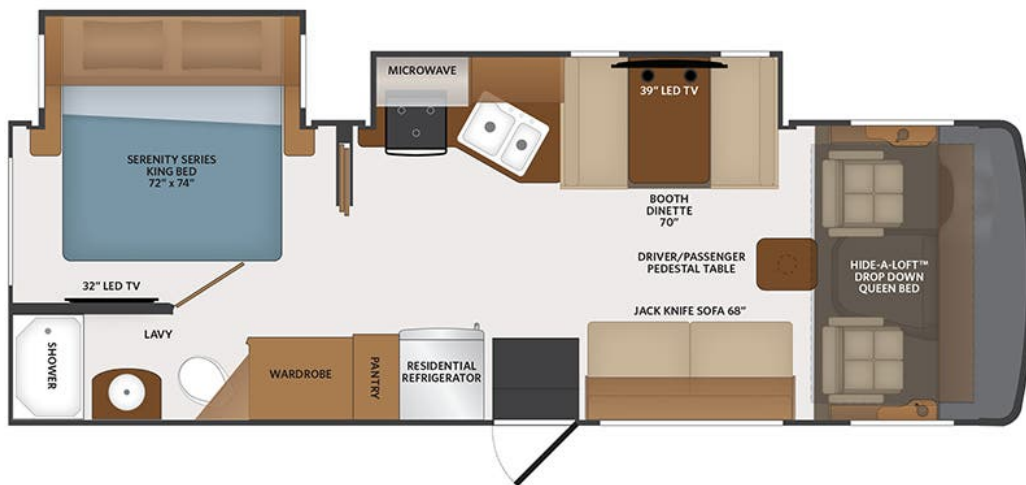 MICROWAVE
39" LED TV
SERENITY SERIES
KING BED
72" x 74"
BOOTH
DINETTE
70"
DRIVER/PASSENGER
PEDESTAL TABLE
HIDE-A-LOFT™
DROP DOWN
QUEEN BED
32" LED TV
JACK KNIFE SOFA 68"
LAVY
SHOWER
WARDROBE
PANTRY
RESIDENTIAL
REFRIGERATOR